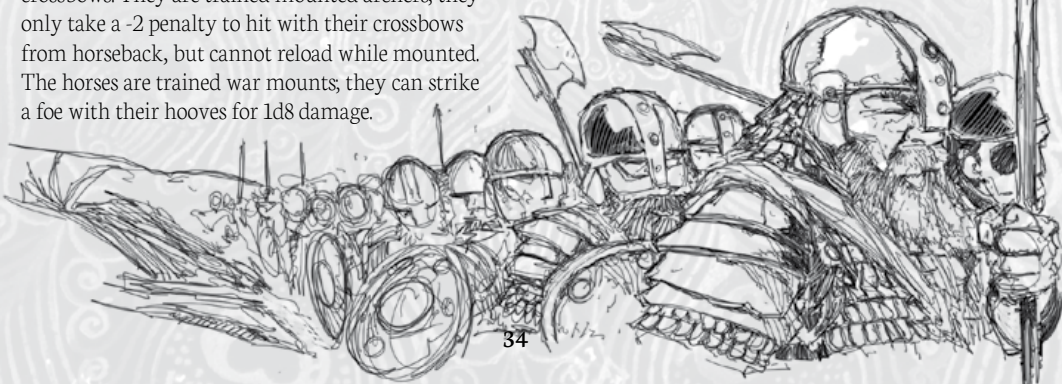 crossbows. They are trained mounted archers; they
only take a -2 penalty to hit with their crossbows
from horseback, but cannot reload while mounted.
The horses are trained war mounts; they can strike
a foe with their hooves for 1d8 damage.
34